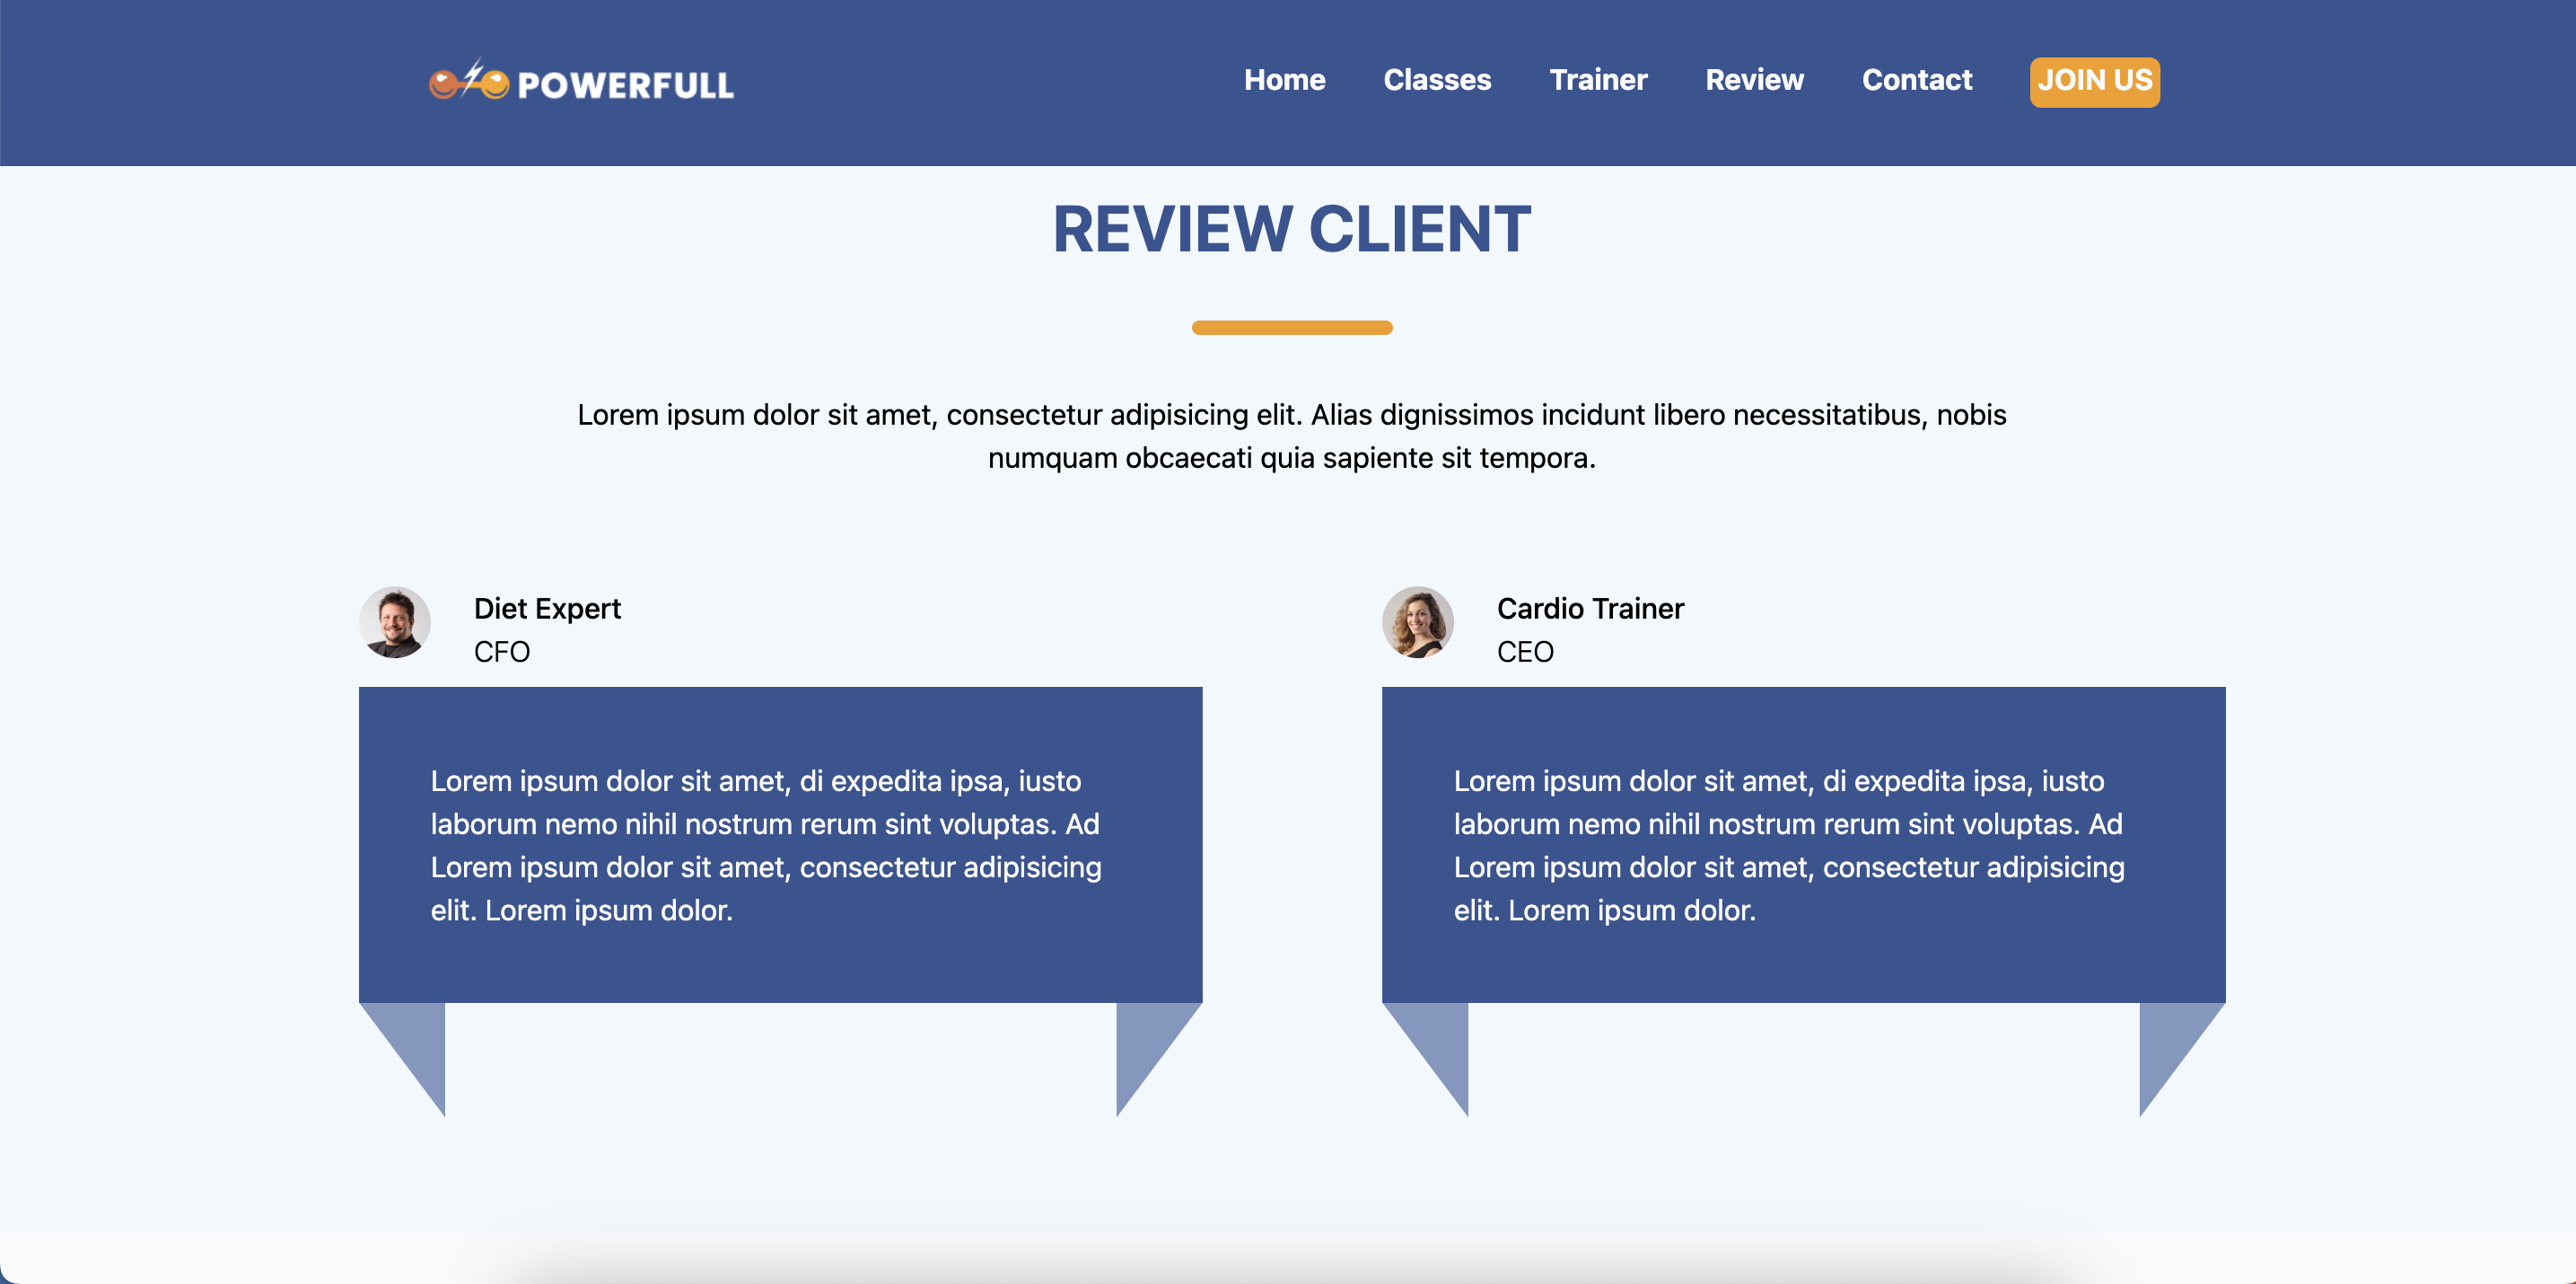 POWERFULL
Home Classes Trainer Review Contact JOIN US
REVIEW CLIENT
Lorem ipsum dolor sit amet, consectetur adipisicing elit. Alias dignissimos incidunt libero necessitatibus, nobis
numquam obcaecati quia sapiente sit tempora.
Diet Expert
CFO
Lorem ipsum dolor sit amet, di expedita ipsa, iusto
laborum nemo nihil nostrum rerum sint voluptas. Ad
Lorem ipsum dolor sit amet, consectetur adipisicing
elit. Lorem ipsum dolor.
Cardio Trainer
CEO
Lorem ipsum dolor sit amet, di expedita ipsa, iusto
laborum nemo nihil nostrum rerum sint voluptas. Ad
Lorem ipsum dolor sit amet, consectetur adipisicing
elit. Lorem ipsum dolor.